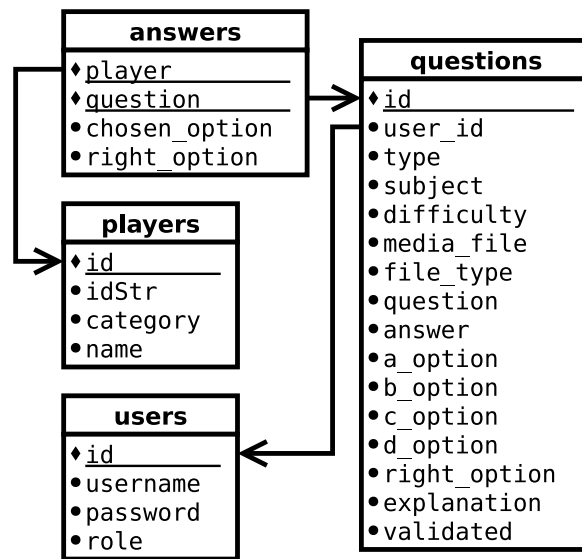 answers
player
question
chosen_option
right_option
players
id
idStr
category
name
users
id
username
password
role
questions
id
user_id
type
subject
difficulty
media_file
file_type
question
answer
a_option
b_option
c_option
d_option
right_option
explanation
validated